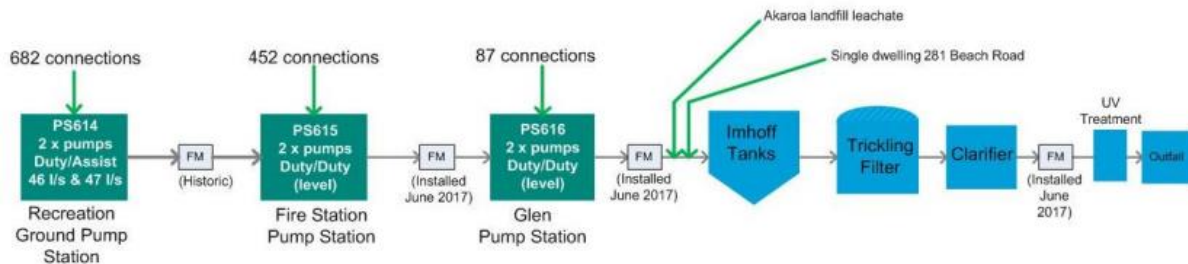 Akaroa landfill leachate
682 connections
452 connections
87 connections
Single dwelling 281 Beach Road
PS614
2 x pumps
Duty/Assist
46 l/s & 47 l/s
FM
(Historic)
PS615
2 x pumps
Duty/Duty
(level)
FM
(Installed
June 2017)
PS616
2 x pumps
Duty/Duty
(level)
FM
(Installed
June
2017)
Imhoff
Tanks
Trickling
Filter
Clarifier
FM
(Installed
June
2017)
UV
Treatment
Outfall
Recreation
Ground Pump
Station
Fire Station
Pump Station
Glen
Pump Station